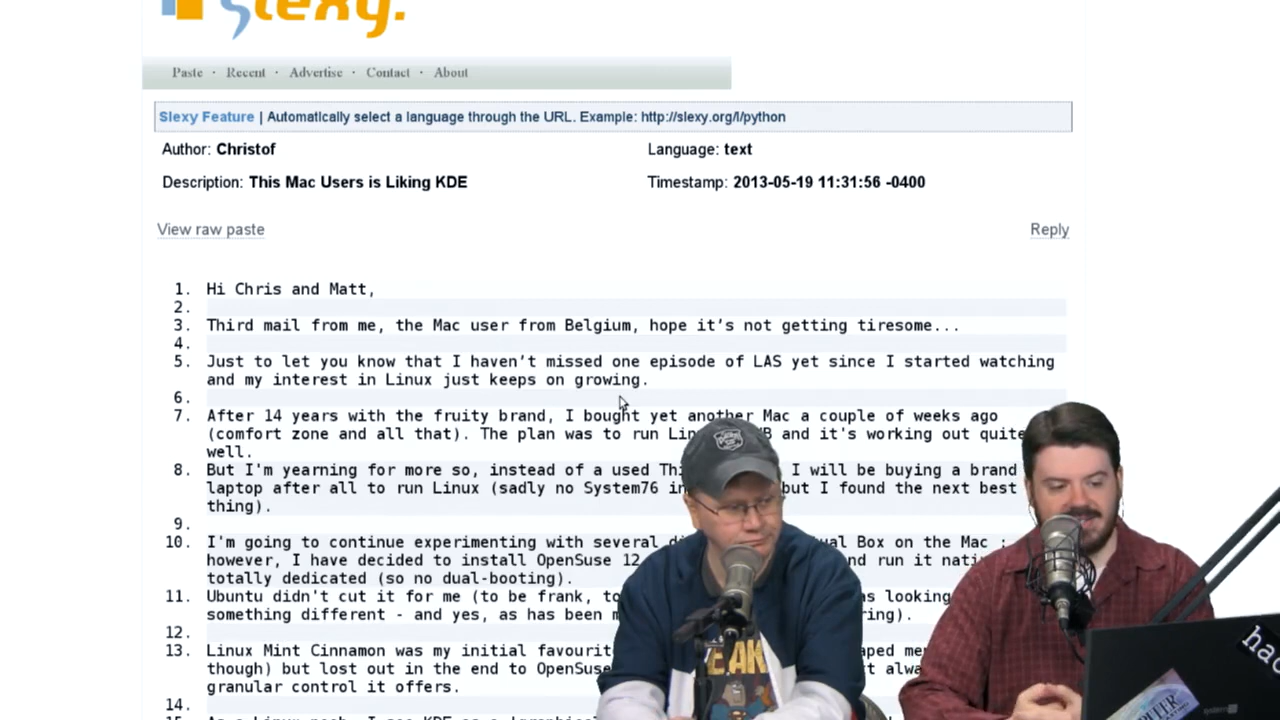 slexy.
Paste · Recent · Advertise · Contact · About
Slexy Feature | Automatically select a language through the URL. Example: http://slexy.org/l/python
Author: Christof Language: text
Description: This Mac Users is Liking KDE Timestamp: 2013-05-19 11:31:56 -0400
View raw paste Reply
1. Hi Chris and Matt,
2.
3. Third mail from me, the Mac user from Belgium, hope it’s not getting tiresome...
4.
5. Just to let you know that I haven’t missed one episode of LAS yet since I started watching
and my interest in Linux just keeps on growing.
6.
7. After 14 years with the fruity brand, I bought yet another Mac a couple of weeks ago
(comfort zone and all that). The plan was to run and it's working out quite
well.
8. But I'm yearning for more so, instead of a used I will be buying a brand
laptop after all to run Linux (sadly no System76 but I found the next best
thing).
9.
10. I'm going to continue experimenting with several Box on the Mac ;
however, I have decided to install OpenSuse 12 run it
totally dedicated (so no dual-booting).
11. Ubuntu didn't cut it for me (to be frank, looking
something different - and yes, as has been
12.
13. Linux Mint Cinnamon was my initial
though) but lost out in the end to OpenSuse
granular control it offers.
14.
EAK